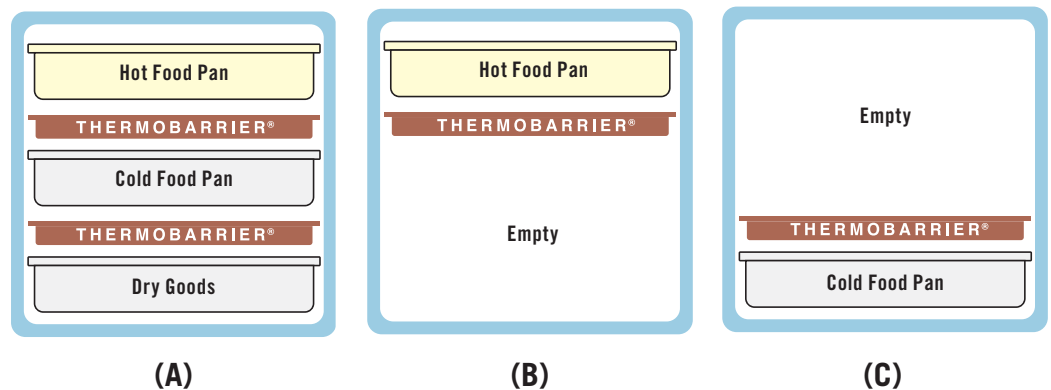 Hot Food Pan
THERMOBARRIER®
Cold Food Pan
THERMOBARRIER®
Dry Goods
(A)
Hot Food Pan
THERMOBARRIER®
Empty
(B)
Empty
THERMOBARRIER®
Cold Food Pan
(C)